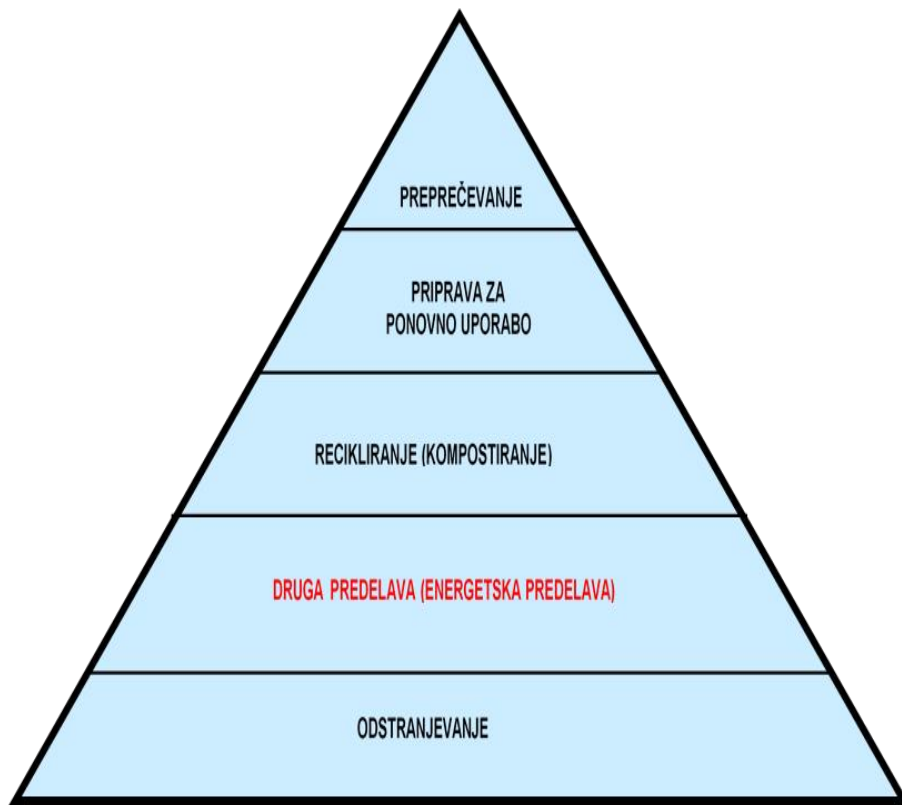 PREPREČEVANJE
PRIPRAVA ZA
PONOVNO UPORABO
RECIKLIRANJE (KOMPOSTIRANJE)
DRUGA PREDELAVA (ENERGETSKA PREDELAVA)
ODSTRANJEVANJE